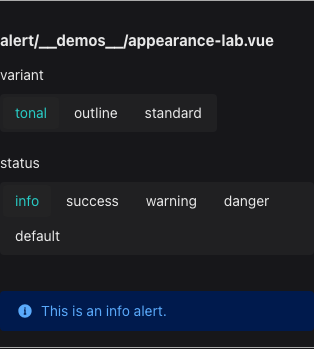 alert/__demos__/appearance-lab.vue
variant
tonal outline standard
status
info success warning danger
default
This is an info alert.